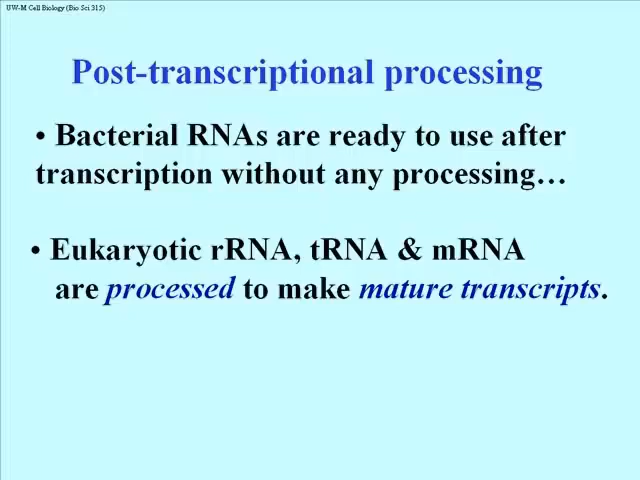 UW-M Cell Biology (Bio Sci 315)
Post-transcriptional processing
• Bacterial RNAs are ready to use after
transcription without any processing…
• Eukaryotic rRNA, tRNA & mRNA
are processed to make mature transcripts.